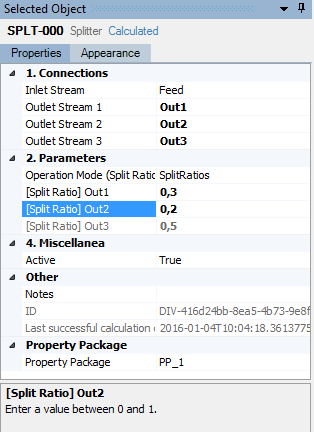 Selected Object
SPLT-000 Splitter Calculated
Properties Appearance
1. Connections
Inlet Stream Feed
Outlet Stream 1 Out1
Outlet Stream 2 Out2
Outlet Stream 3 Out3
2. Parameters
Operation Mode (Split Ratio SplitRatios
[Split Ratio] Out1 0,3
[Split Ratio] Out2 0,2
[Split Ratio] Out3 0,5
4. Miscellanea
Active True
Other
Notes
ID DIV-416d24bb-8ea5-4b73-9e8f
Last successful calculation 2016-01-04T10:04:18.3613775
Property Package
Property Package PP_1
[Split Ratio] Out2
Enter a value between 0 and 1.